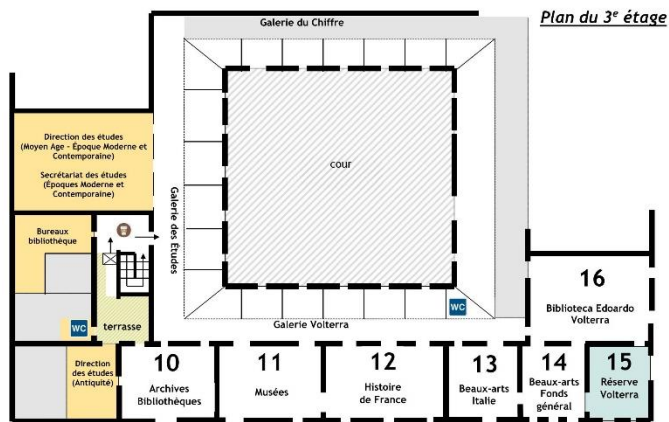 Galerie du Chiffre
Plan du 3e étage
Direction des études
(Moyen Age – Époque Moderne et
Contemporaine)
Secrétariat des études
(Époques Moderne et
Contemporaine)
cour
Galerie des Études
Bureaux
bibliothèque
WC
terrasse
WC
Galerie Volterra
16
Biblioteca Edoardo
Volterra
Direction
des études
(Antiquité)
10
Archives
Bibliothèques
11
Musées
12
Histoire
de France
13
Beaux-arts
Italie
14
Beaux-arts
Fonds
général
15
Réserve
Volterra